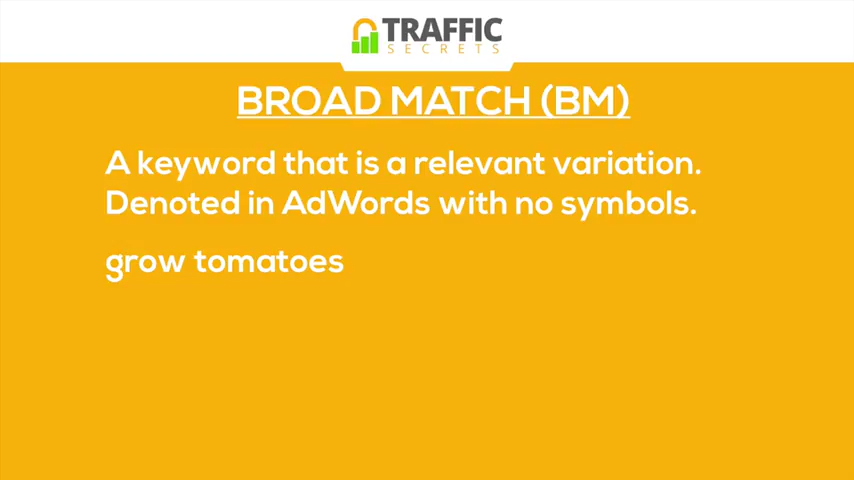 TRAFFIC
SECRETS
BROAD MATCH (BM)
A keyword that is a relevant variation.
Denoted in AdWords with no symbols.
grow tomatoes